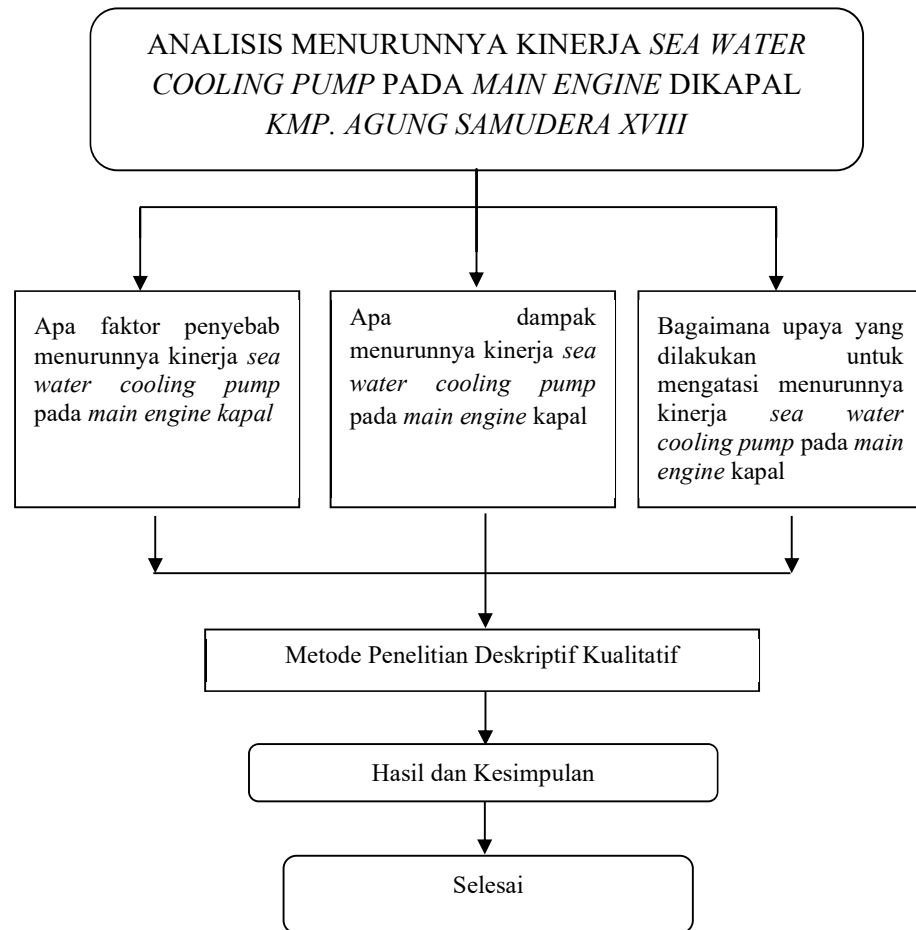 ANALISIS MENURUNNYA KINERJA SEA WATER
COOLING PUMP PADA MAIN ENGINE DIKAPAL
KMP. AGUNG SAMUDERA XVIII
Apa faktor penyebab
menurunnya kinerja sea
water cooling pump
pada main engine kapal
Apa dampak
menurunnya kinerja sea
water cooling pump
pada main engine kapal
Bagaimana upaya yang
dilakukan untuk
mengatasi menurunnya
kinerja sea water
cooling pump pada main
engine kapal
Metode Penelitian Deskriptif Kualitatif
Hasil dan Kesimpulan
Selesai